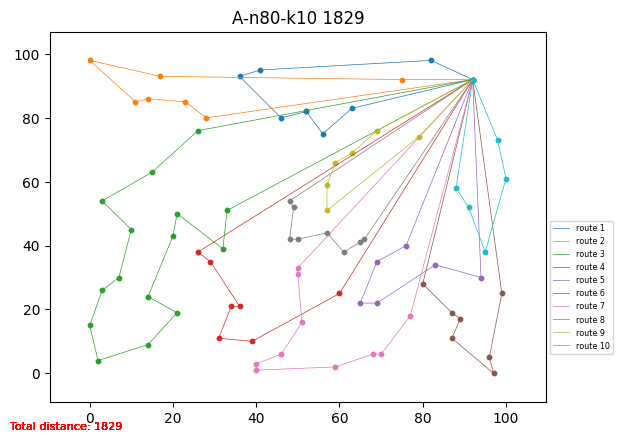 A-n80-k10 1829
100
80
60
40
20
0
0 20 40 60 80 100
route 1
route 2
route 3
route 4
route 5
route 6
route 7
route 8
route 9
route 10
Total distance: 1829